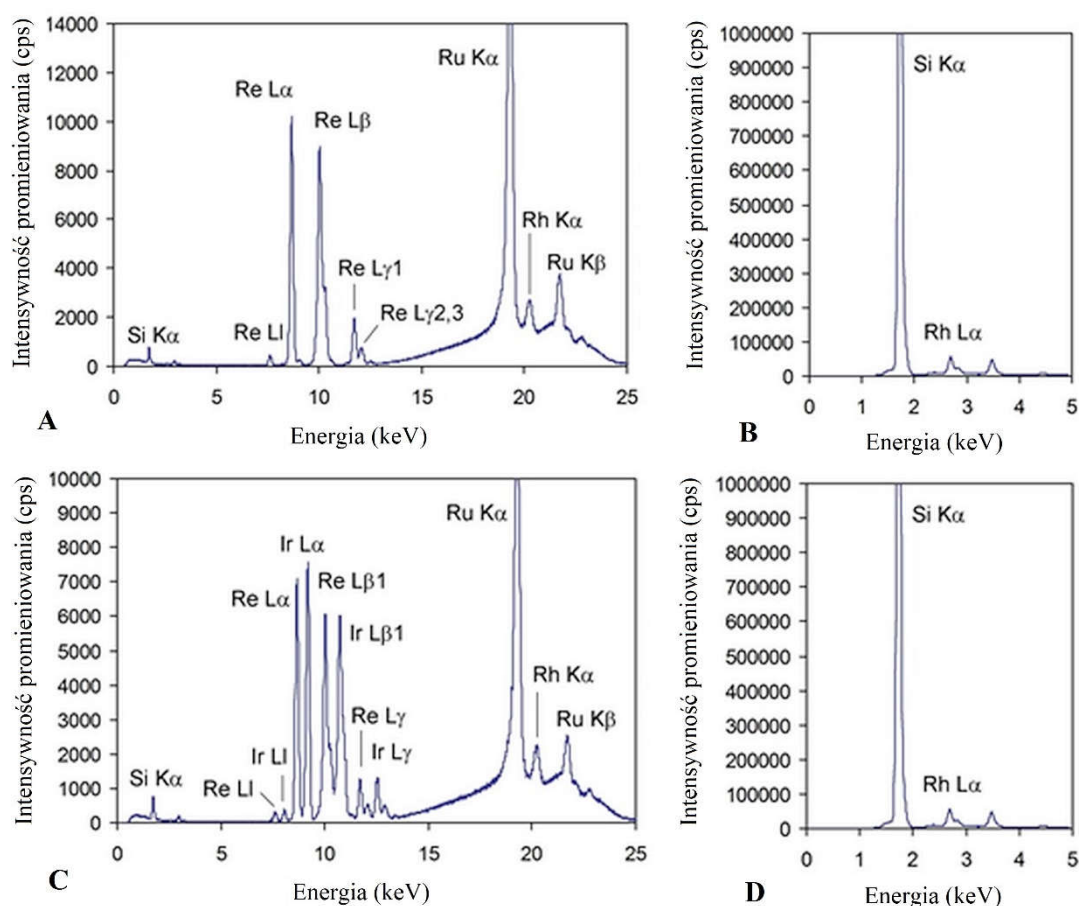 Intensywność promieniowania (cps)
14000
12000
10000
8000
6000
4000
2000
0
Si Kα
Re Ll
Re Lα
Re Lβ
Re Lγ1
Re Lγ2,3
Ru Kα
Rh Kα
Ru Kβ
0 5 10 15 20 25
Energia (keV)
A
Intensywność promieniowania (cps)
1000000
900000
800000
700000
600000
500000
400000
300000
200000
100000
0
Si Kα
Rh Lα
0 1 2 3 4 5
Energia (keV)
B
Intensywność promieniowania (cps)
10000
9000
8000
7000
6000
5000
4000
3000
2000
1000
0
Si Kα
Re Ll
Ir Ll
Re Lα
Ir Lα
Re Lβ1
Ir Lβ1
Re Lγ
Ir Lγ
Ru Kα
Rh Kα
Ru Kβ
0 5 10 15 20 25
Energia (keV)
C
Intensywność promieniowania (cps)
1000000
900000
800000
700000
600000
500000
400000
300000
200000
100000
0
Si Kα
Rh Lα
0 1 2 3 4 5
Energia (keV)
D